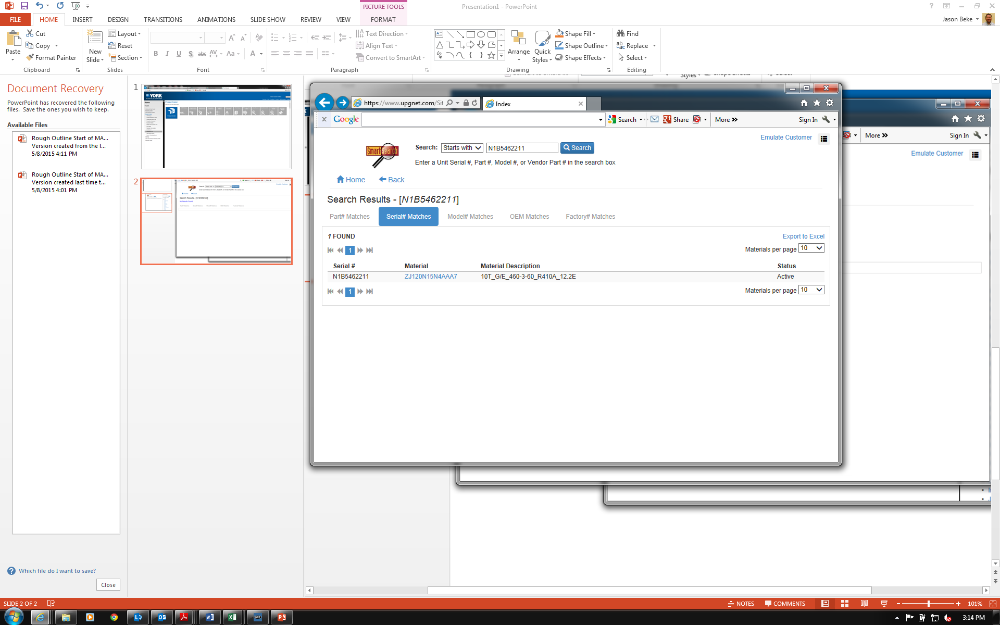 PICTURE TOOLS
Presentation1 - PowerPoint
FILE HOME INSERT DESIGN TRANSITIONS ANIMATIONS SLIDE SHOW REVIEW VIEW FORMAT
Jason Beke
Paste
Cut
Copy
Format Painter
Clipboard
New Slide
Layout
Reset
Section
Slides
B I U S abc AV Aa A
Font
Text Direction
Align Text
Convert to SmartArt
Paragraph
Arrange
Quick Styles
Shape Fill
Shape Outline
Shape Effects
Drawing
Find
Replace
Select
Editing
Document Recovery
PowerPoint has recovered the following
files. Save the ones you wish to keep.
Available Files
Rough Outline Start of MA...
Version created from the l...
5/8/2015 4:11 PM
Rough Outline Start of MA...
Version created last time t...
5/8/2015 4:01 PM
Which file do I want to save?
Close
1
YORK
2
https://www.upgnet.com/Sit
Index
Google
Search
Share
More
Sign In
Emulate Customer
SmartSearch
Search: Starts with N1B5462211 Search
Enter a Unit Serial #, Part #, Model #, or Vendor Part # in the search box
Home Back
Search Results - [N1B5462211]
Part# Matches Serial# Matches Model# Matches OEM Matches Factory# Matches
1 FOUND
Export to Excel
1
Materials per page 10
Serial # Material Material Description Status
N1B5462211 ZJ120N15N4AAA7 10T_G/E_460-3-60_R410A_12.2E Active
1
Materials per page 10
More
Sign In
Emulate Customer
SLIDE 2 OF 2
NOTES
COMMENTS
101%
3:14 PM